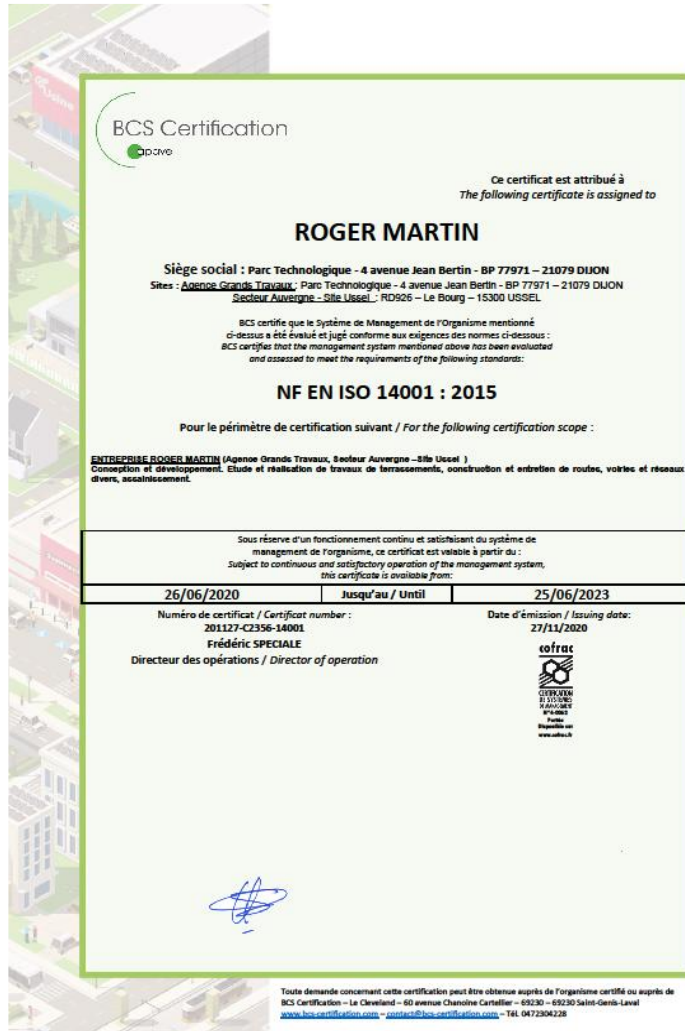 Usine
BCS Certification
apave
Ce certificat est attribué à
The following certificate is assigned to
ROGER MARTIN
Siège social : Parc Technologique - 4 avenue Jean Bertin - BP 77971 – 21079 DIJON
Sites : Agence Grands Travaux : Parc Technologique - 4 avenue Jean Bertin - BP 77971 – 21079 DIJON
Secteur Auvergne - Site Ussel : RD926 – Le Bourg – 15300 USSEL
BCS certifie que le Système de Management de l'Organisme mentionné
ci-dessus a été évalué et jugé conforme aux exigences des normes ci-dessous :
BCS certifies that the management system mentioned above has been evaluated
and assessed to meet the requirements of the following standards:
NF EN ISO 14001 : 2015
Pour le périmètre de certification suivant / For the following certification scope :
ENTREPRISE ROGER MARTIN (Agence Grands Travaux, Secteur Auvergne –Site Ussel )
Conception et développement. Etude et réalisation de travaux de terrassements, construction et entretien de routes, voiries et réseaux
divers, assainissement.
Sous réserve d'un fonctionnement continu et satisfaisant du système de
management de l'organisme, ce certificat est valable à partir du :
Subject to continuous and satisfactory operation of the management system,
this certificate is available from:
26/06/2020 Jusqu'au / Until 25/06/2023
Numéro de certificat / Certificat number :
201127-C2356-14001
Frédéric SPECIALE
Directeur des opérations / Director of operation
Date d'émission / Issuing date:
27/11/2020
cofrac
CERTIFICATION
DE SYSTEMES
DE MANAGEMENT
Portée
Disponible sur
www.cofrac.fr
Toute demande concernant cette certification peut être obtenue auprès de l'organisme certifié ou auprès de
BCS Certification – Le Cleveland – 60 avenue Chanoine Cartellier – 69230 – 69230 Saint-Genis-Laval
www.bcs-certification.com – contact@bcs-certification.com – Tél. 0472304228